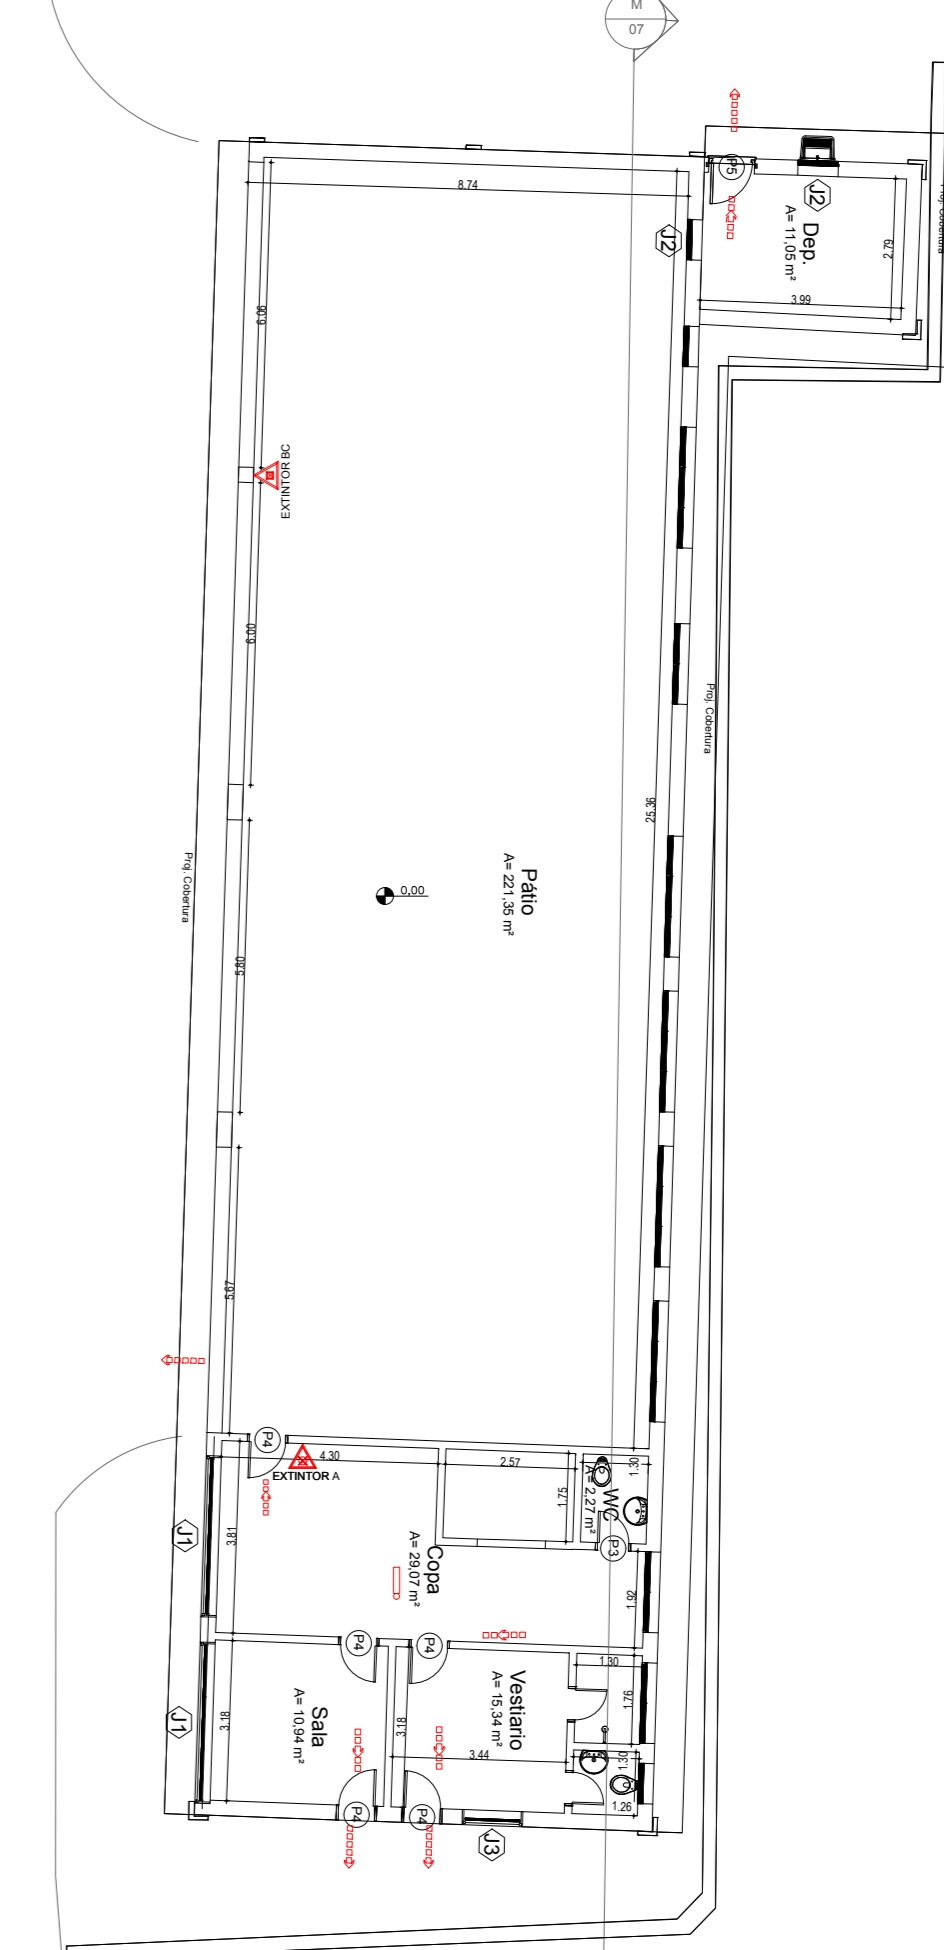 M
07
P5
J2
Dep.
A= 11,05 m²
2.79
3.99
Proj. Cobertura
8.74
J2
6.06
EXTINTOR BC
6.00
Proj. Cobertura
25.36
Pátio
A= 221,35 m²
0,00
Proj. Cobertura
5.80
5.67
P4
4.30
EXTINTOR A
2.57
1.75
1.30
WC
A= 2,27 m²
P3
J1
3.81
Copa
A= 29,07 m²
1.92
P4
P4
1.30
1.76
Vestiario
A= 15,34 m²
Sala
A= 10,94 m²
J1
3.18
3.18
3.44
1.30
1.26
P4
P4
J3